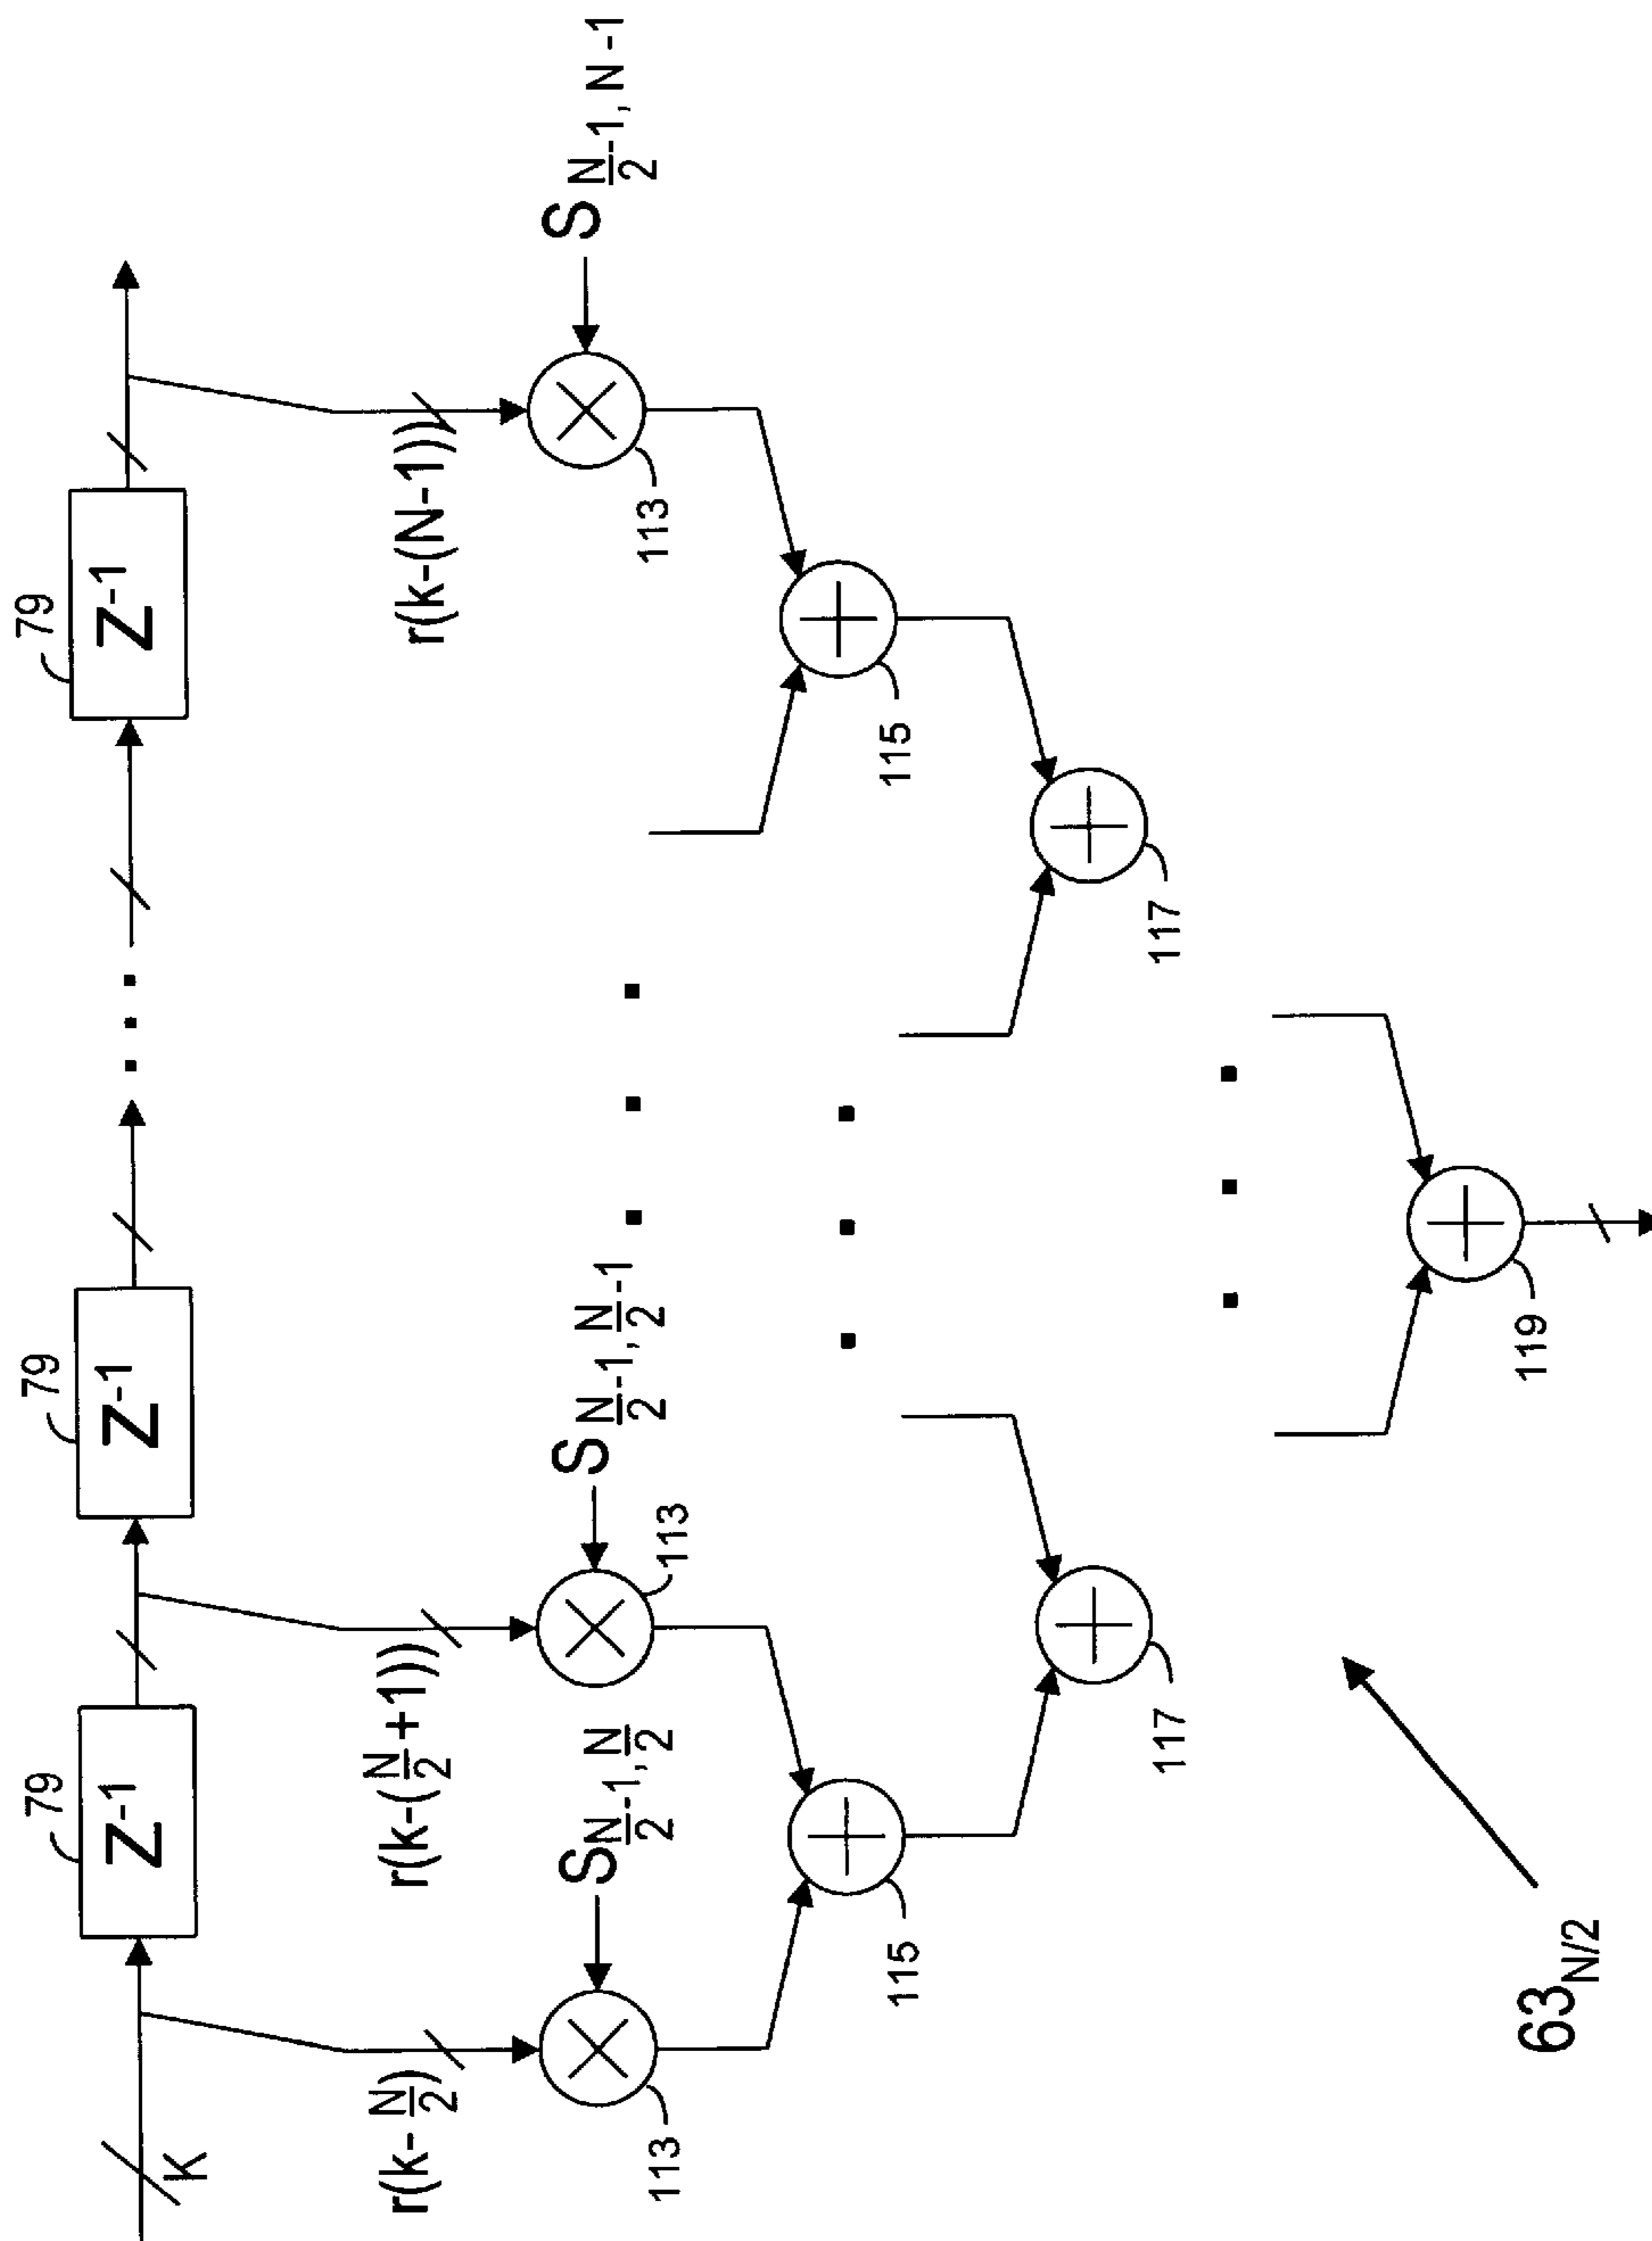 79 79 79
Z⁻¹ Z⁻¹ Z⁻¹
K
r(k-N/2) r(k-(N/2+1)) r(k-(N-1))
S N/2-1, N/2 S N/2-1, N/2-1 S N/2-1, N-1
113 113 113
115 115
117 117
119
63 N/2